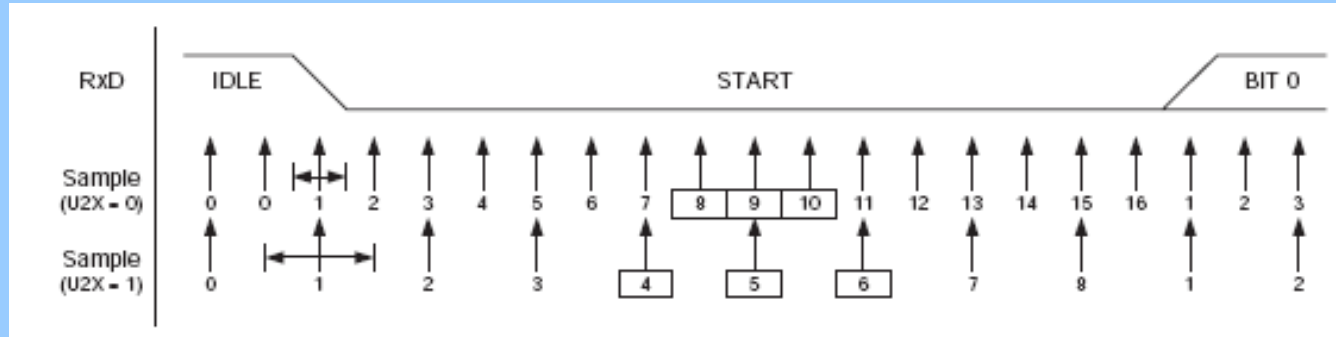 RxD IDLE START BIT 0
Sample
(U2X = 0)
0 0 1 2 3 4 5 6 7 8 9 10 11 12 13 14 15 16 1 2 3
Sample
(U2X = 1)
0 1 2 3 4 5 6 7 8 1 2